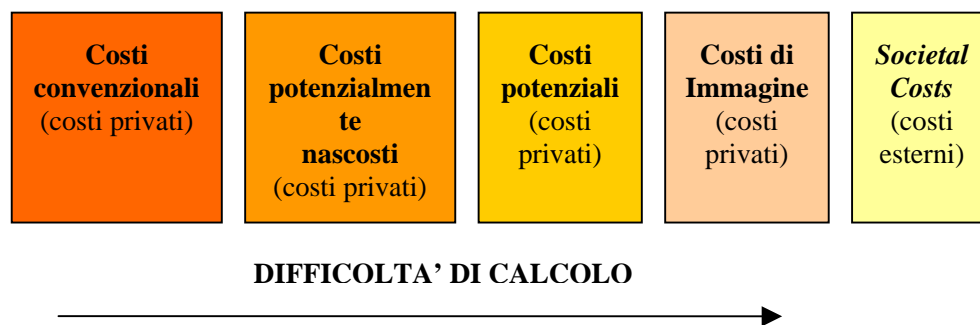 Costi
convenzionali
(costi privati)
Costi
potenzialmen
te
nascosti
(costi privati)
Costi
potenziali
(costi
privati)
Costi di
Immagine
(costi
privati)
Societal
Costs
(costi
esterni)
DIFFICOLTA’ DI CALCOLO